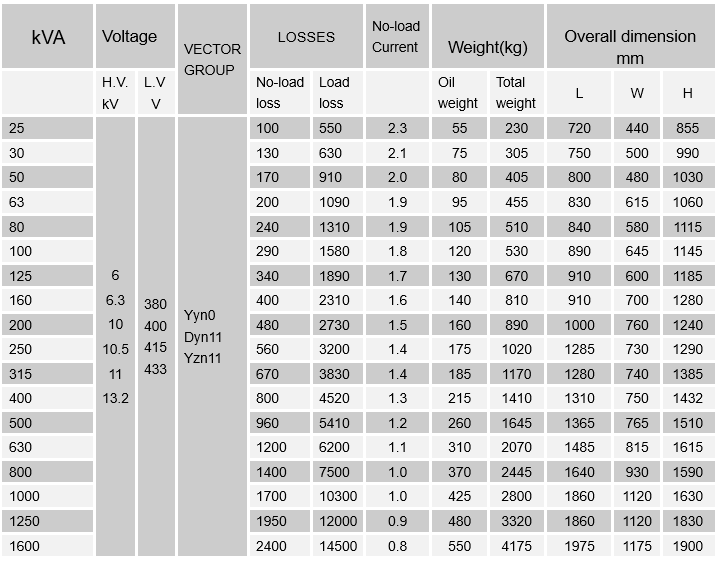 kVA Voltage VECTOR GROUP LOSSES No-load Current Weight(kg) Overall dimension mm
H.V. kV L.V V No-load loss Load loss Oil weight Total weight L W H
25 100 550 2.3 55 230 720 440 855
30 130 630 2.1 75 305 750 500 990
50 170 910 2.0 80 405 800 480 1030
63 200 1090 1.9 95 455 830 615 1060
80 240 1310 1.9 105 510 840 580 1115
100 290 1580 1.8 120 530 890 645 1145
125 6 340 1890 1.7 130 670 910 600 1185
160 6.3 380 Yyn0 400 2310 1.6 140 810 910 700 1280
200 10 400 Dyn11 480 2730 1.5 160 890 1000 760 1240
250 10.5 415 Yzn11 560 3200 1.4 175 1020 1285 730 1290
315 11 433 670 3830 1.4 185 1170 1280 740 1385
400 13.2 800 4520 1.3 215 1410 1310 750 1432
500 960 5410 1.2 260 1645 1365 765 1510
630 1200 6200 1.1 310 2070 1485 815 1615
800 1400 7500 1.0 370 2445 1640 930 1590
1000 1700 10300 1.0 425 2800 1860 1120 1630
1250 1950 12000 0.9 480 3320 1860 1120 1830
1600 2400 14500 0.8 550 4175 1975 1175 1900